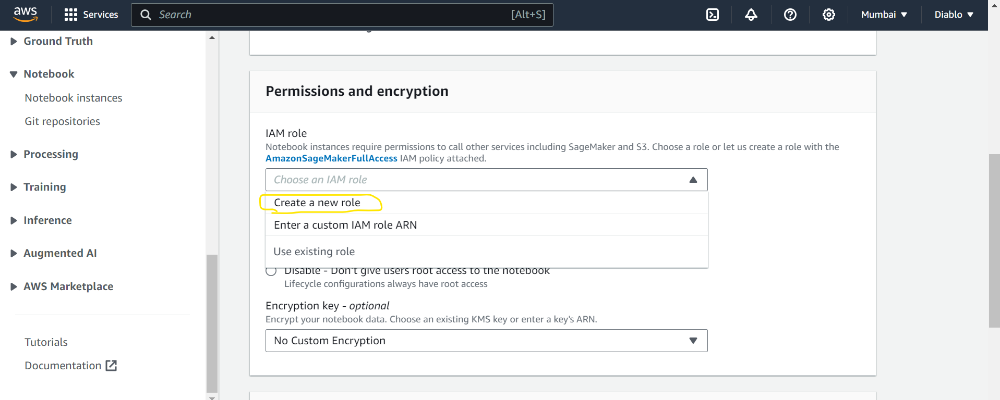 aws Services Search [Alt+S] Mumbai Diablo
Ground Truth
Notebook
Notebook instances
Git repositories
Processing
Training
Inference
Augmented AI
AWS Marketplace
Tutorials
Documentation
Permissions and encryption
IAM role
Notebook instances require permissions to call other services including SageMaker and S3. Choose a role or let us create a role with the
AmazonSageMakerFullAccess IAM policy attached.
Choose an IAM role
Create a new role
Enter a custom IAM role ARN
Use existing role
Disable - Don't give users root access to the notebook
Lifecycle configurations always have root access
Encryption key - optional
Encrypt your notebook data. Choose an existing KMS key or enter a key's ARN.
No Custom Encryption